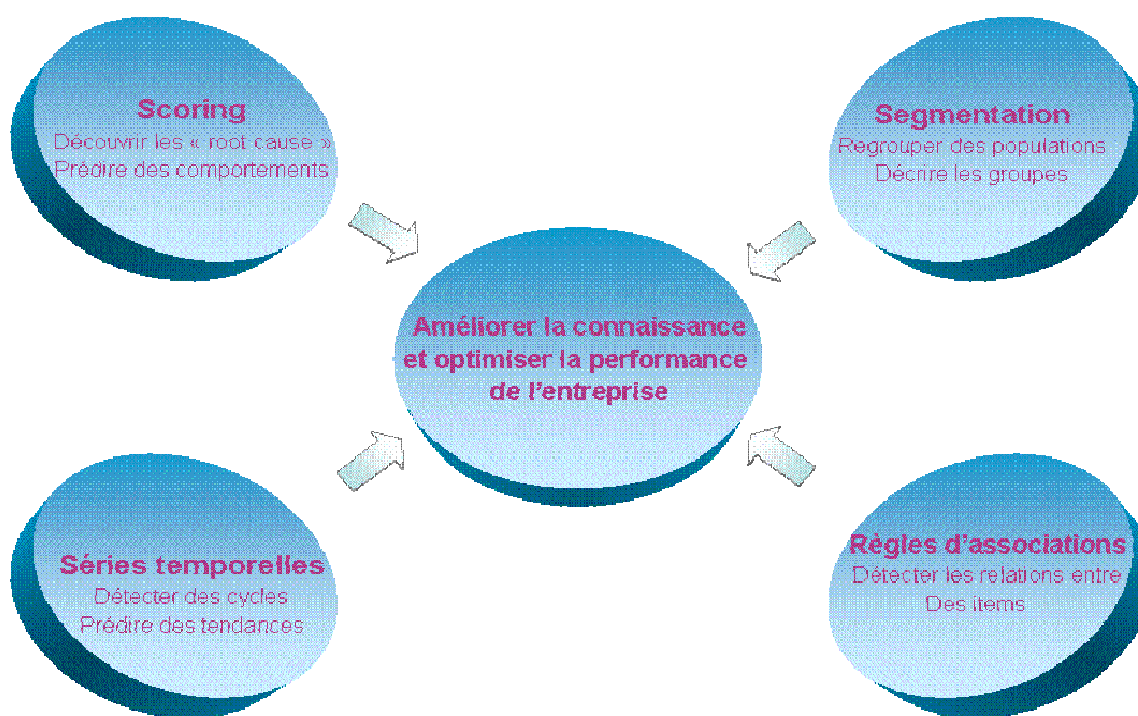 Scoring
Découvrir les « root cause »
Prédire des comportements
Segmentation
Regrouper des populations
Décrire les groupes
Améliorer la connaissance
et optimiser la performance
de l'entreprise
Séries temporelles
Détecter des cycles
Prédire des tendances
Règles d'associations
Détecter les relations entre
Des items